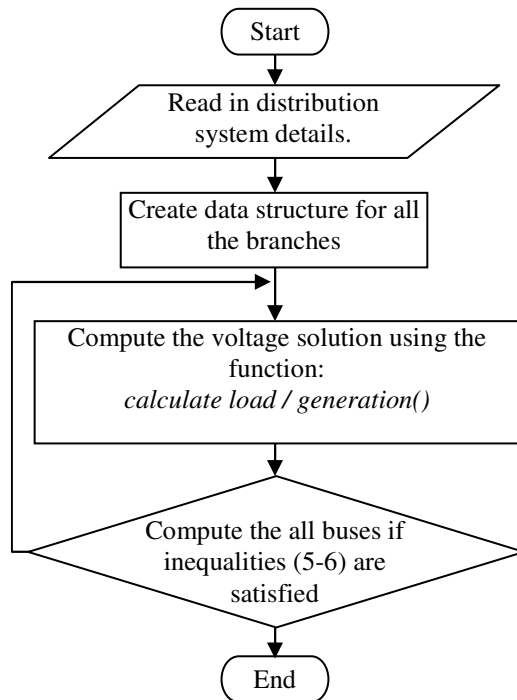 Start
Read in distribution
system details.
Create data structure for all
the branches
Compute the voltage solution using the
function:
calculate load / generation()
Compute the all buses if
inequalities (5-6) are
satisfied
End